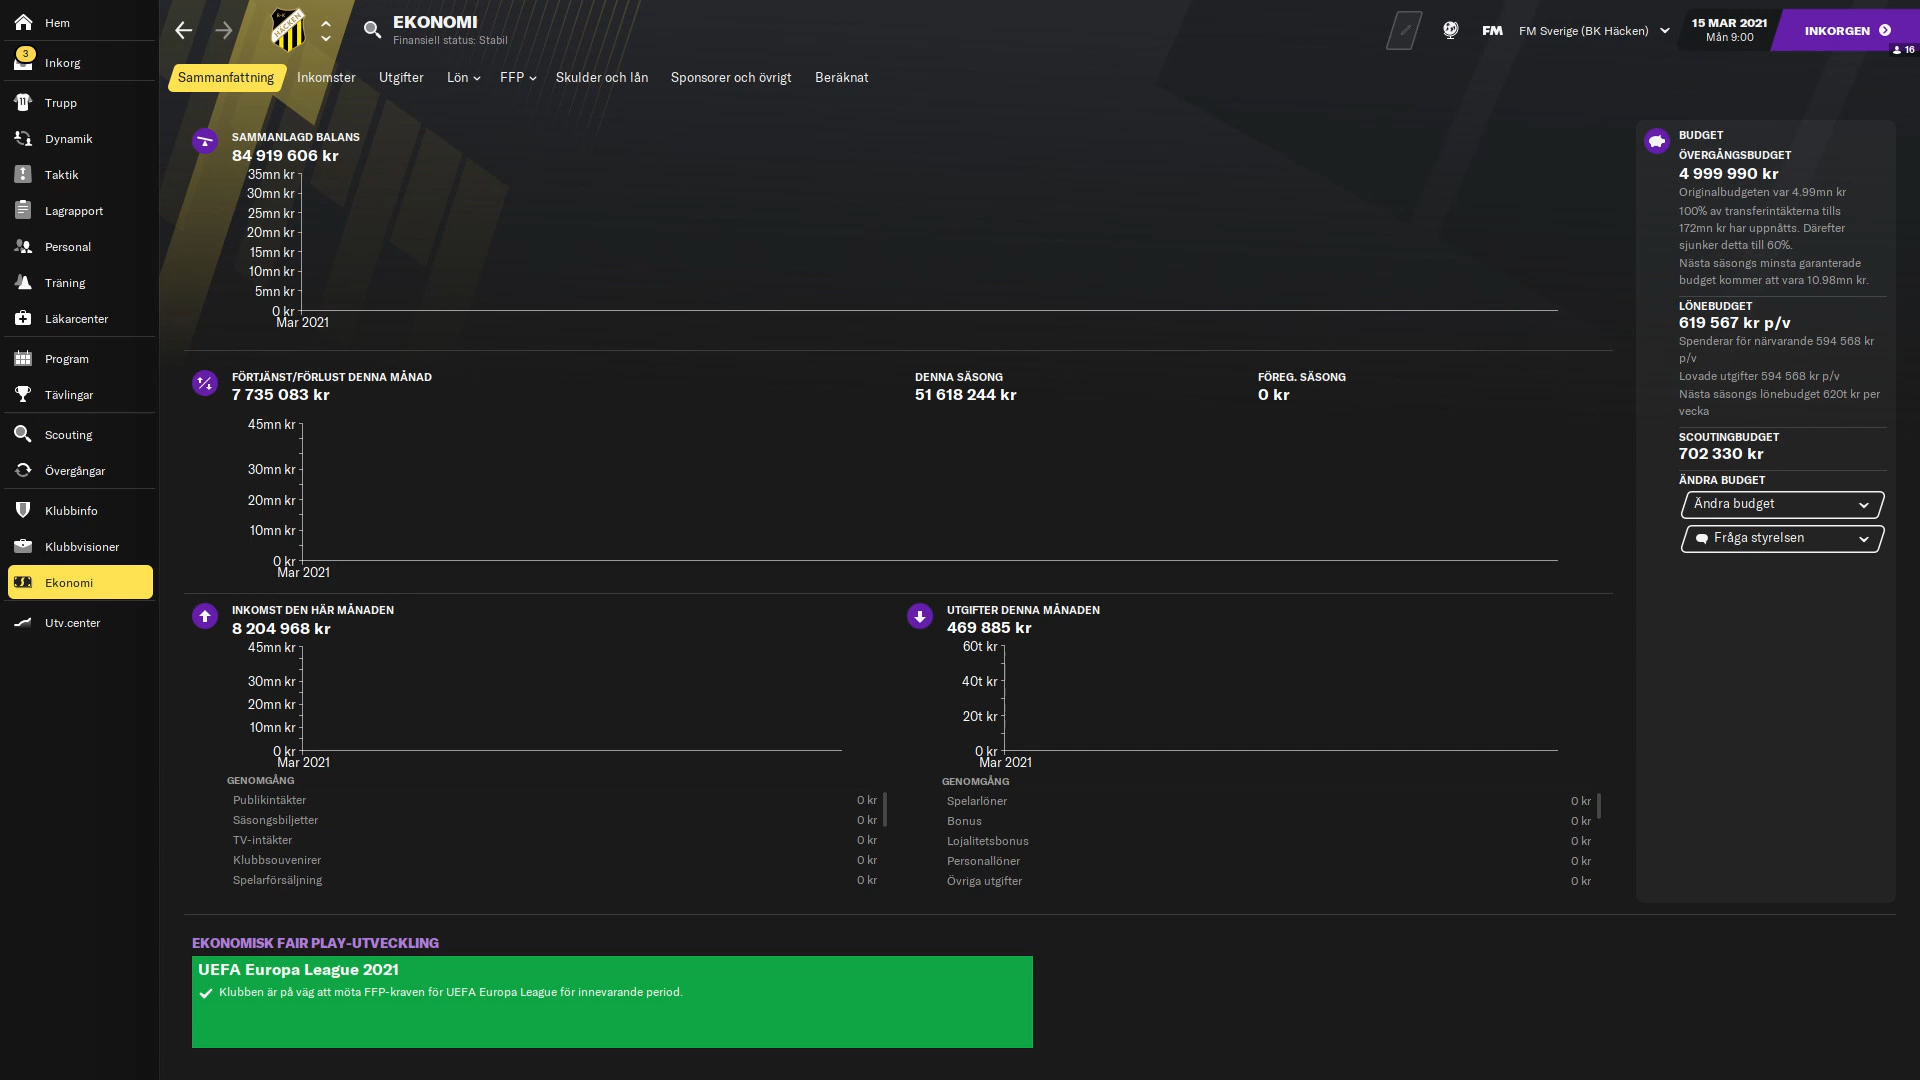 Hem
3
Inkorg
Trupp
Dynamik
Taktik
Lagrapport
Personal
Träning
Läkarcenter
Program
Tävlingar
Scouting
Övergångar
Klubbinfo
Klubbvisioner
Ekonomi
Utv.center
EKONOMI
Finansiell status: Stabil
FM
FM Sverige (BK Häcken)
15 MAR 2021
Mån 9:00
INKORGEN
16
Sammanfattning Inkomster Utgifter Lön FFP Skulder och lån Sponsorer och övrigt Beräknat
SAMMANLAGD BALANS
84 919 606 kr
35mn kr
30mn kr
25mn kr
20mn kr
15mn kr
10mn kr
5mn kr
0 kr
Mar 2021
FÖRTJÄNST/FÖRLUST DENNA MÅNAD
7 735 083 kr
DENNA SÄSONG
51 618 244 kr
FÖREG. SÄSONG
0 kr
45mn kr
30mn kr
20mn kr
10mn kr
0 kr
Mar 2021
INKOMST DEN HÄR MÅNADEN
8 204 968 kr
45mn kr
30mn kr
20mn kr
10mn kr
0 kr
Mar 2021
GENOMGÅNG
Publikintäkter 0 kr
Säsongsbiljetter 0 kr
TV-intäkter 0 kr
Klubbsouvenirer 0 kr
Spelarförsäljning 0 kr
UTGIFTER DENNA MÅNADEN
469 885 kr
60t kr
40t kr
20t kr
0 kr
Mar 2021
GENOMGÅNG
Spelarlöner 0 kr
Bonus 0 kr
Lojalitetsbonus 0 kr
Personallöner 0 kr
Övriga utgifter 0 kr
BUDGET
ÖVERGÅNGSBUDGET
4 999 990 kr
Originalbudgeten var 4.99mn kr
100% av transferintäkterna tills
172mn kr har uppnåtts. Därefter
sjunker detta till 60%.
Nästa säsongs minsta garanterade
budget kommer att vara 10.98mn kr.
LÖNEBUDGET
619 567 kr p/v
Spenderar för närvarande 594 568 kr
p/v
Lovade utgifter 594 568 kr p/v
Nästa säsongs lönebudget 620t kr per
vecka
SCOUTINGBUDGET
702 330 kr
ÄNDRA BUDGET
Ändra budget
Fråga styrelsen
EKONOMISK FAIR PLAY-UTVECKLING
UEFA Europa League 2021
Klubben är på väg att möta FFP-kraven för UEFA Europa League för innevarande period.